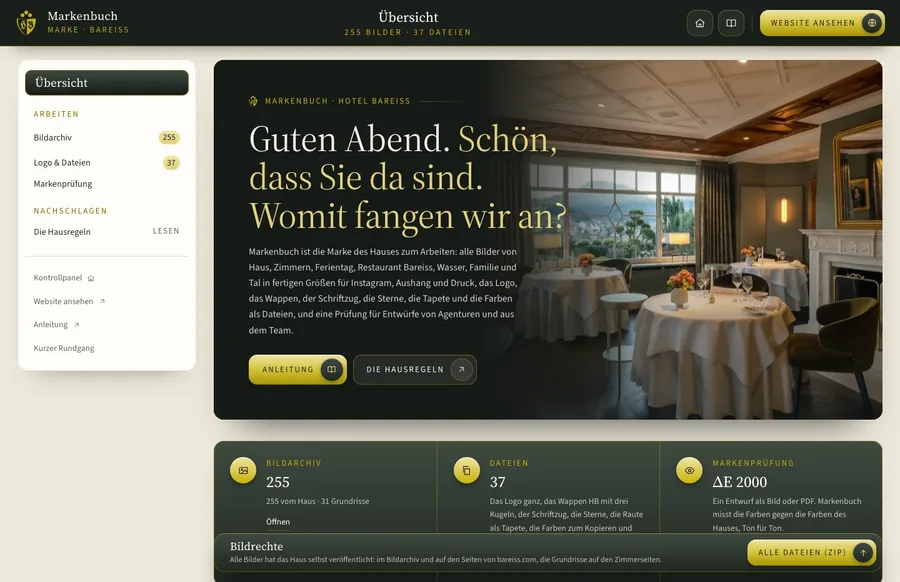 Markenbuch
MARKE · BAREISS
Übersicht
255 BILDER · 37 DATEIEN
WEBSITE ANSEHEN
Übersicht
ARBEITEN
Bildarchiv 255
Logo & Dateien 37
Markenprüfung
NACHSCHLAGEN
Die Hausregeln LESEN
Kontrollpanel
Website ansehen
Anleitung
Kurzer Rundgang
MARKENBUCH · HOTEL BAREISS
Guten Abend. Schön,
dass Sie da sind.
Womit fangen wir an?
Markenbuch ist die Marke des Hauses zum Arbeiten: alle Bilder von
Haus, Zimmern, Ferientag, Restaurant Bareiss, Wasser, Familie und
Tal in fertigen Größen für Instagram, Aushang und Druck, das Logo,
das Wappen, der Schriftzug, die Sterne, die Tapete und die Farben
als Dateien, und eine Prüfung für Entwürfe von Agenturen und aus
dem Team.
ANLEITUNG
DIE HAUSREGELN
BILDARCHIV
255
255 vom Haus · 31 Grundrisse
Öffnen
DATEIEN
37
Das Logo ganz, das Wappen HB mit drei
Kugeln, der Schriftzug, die Sterne, die Raute
als Tapete, die Farben zum Kopieren und
MARKENPRÜFUNG
ΔE 2000
Ein Entwurf als Bild oder PDF. Markenbuch
misst die Farben gegen die Farben des
Hauses, Ton für Ton.
Bildrechte
Alle Bilder hat das Haus selbst veröffentlicht: im Bildarchiv und auf den Seiten von bareiss.com, die Grundrisse auf den Zimmerseiten.
ALLE DATEIEN (ZIP)